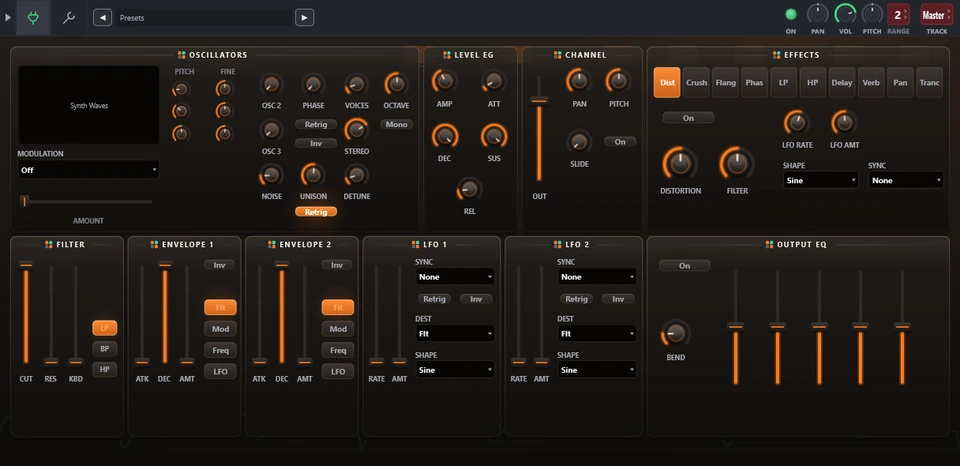 Presets
ON
PAN
VOL
PITCH
2
RANGE
Master
TRACK
OSCILLATORS
Synth Waves
MODULATION
Off
AMOUNT
PITCH
FINE
OSC 2
PHASE
VOICES
OCTAVE
Retrig
Inv
Mono
OSC 3
STEREO
NOISE
UNISON
DETUNE
Retrig
LEVEL EG
AMP
ATT
DEC
SUS
REL
CHANNEL
PAN
PITCH
SLIDE
On
OUT
EFFECTS
Dist
Crush
Flang
Phas
LP
HP
Delay
Verb
Pan
Tranc
On
LFO RATE
LFO AMT
DISTORTION
FILTER
SHAPE
Sine
SYNC
None
FILTER
LP
BP
HP
CUT
RES
KBD
ENVELOPE 1
Inv
Flt
Mod
Freq
LFO
ATK
DEC
AMT
ENVELOPE 2
Inv
Flt
Mod
Freq
LFO
ATK
DEC
AMT
LFO 1
SYNC
None
Retrig
Inv
DEST
Flt
SHAPE
Sine
RATE
AMT
LFO 2
SYNC
None
Retrig
Inv
DEST
Flt
SHAPE
Sine
RATE
AMT
OUTPUT EQ
On
BEND